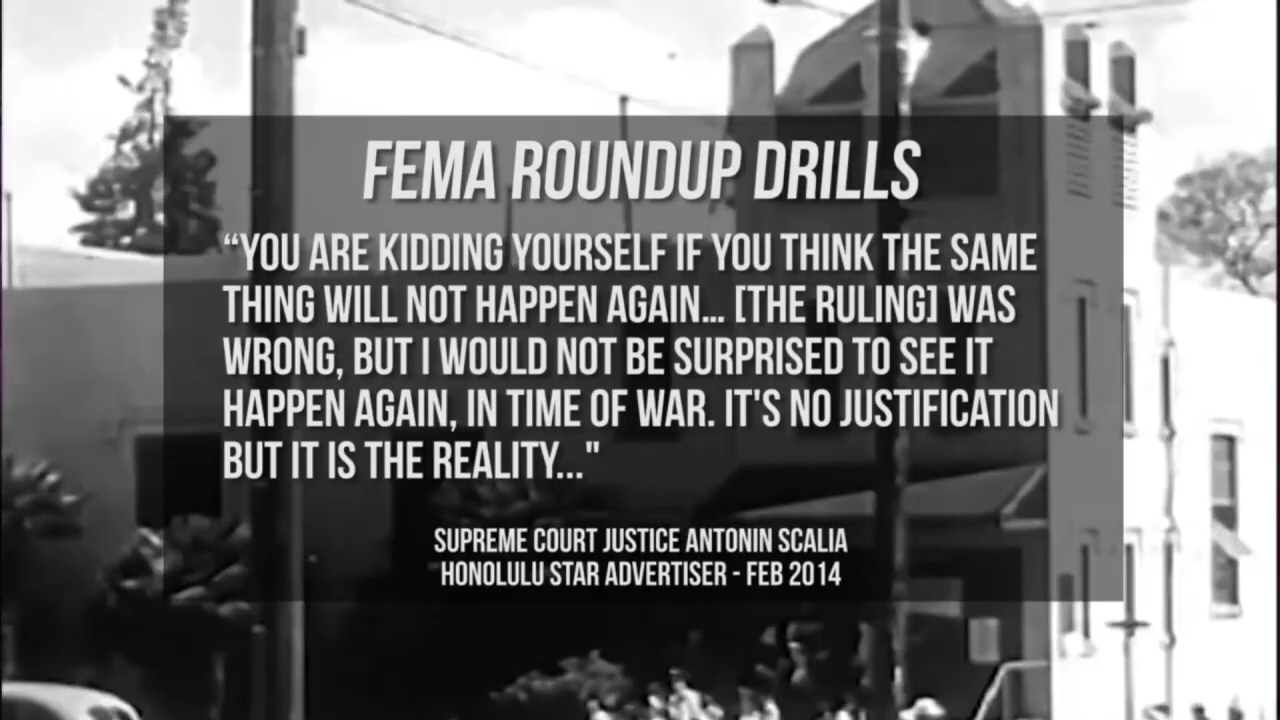 FEMA ROUNDUP DRILLS
“YOU ARE KIDDING YOURSELF IF YOU THINK THE SAME
THING WILL NOT HAPPEN AGAIN... [THE RULING] WAS
WRONG, BUT I WOULD NOT BE SURPRISED TO SEE IT
HAPPEN AGAIN, IN TIME OF WAR. IT'S NO JUSTIFICATION
BUT IT IS THE REALITY..."
SUPREME COURT JUSTICE ANTONIN SCALIA
HONOLULU STAR ADVERTISER - FEB 2014